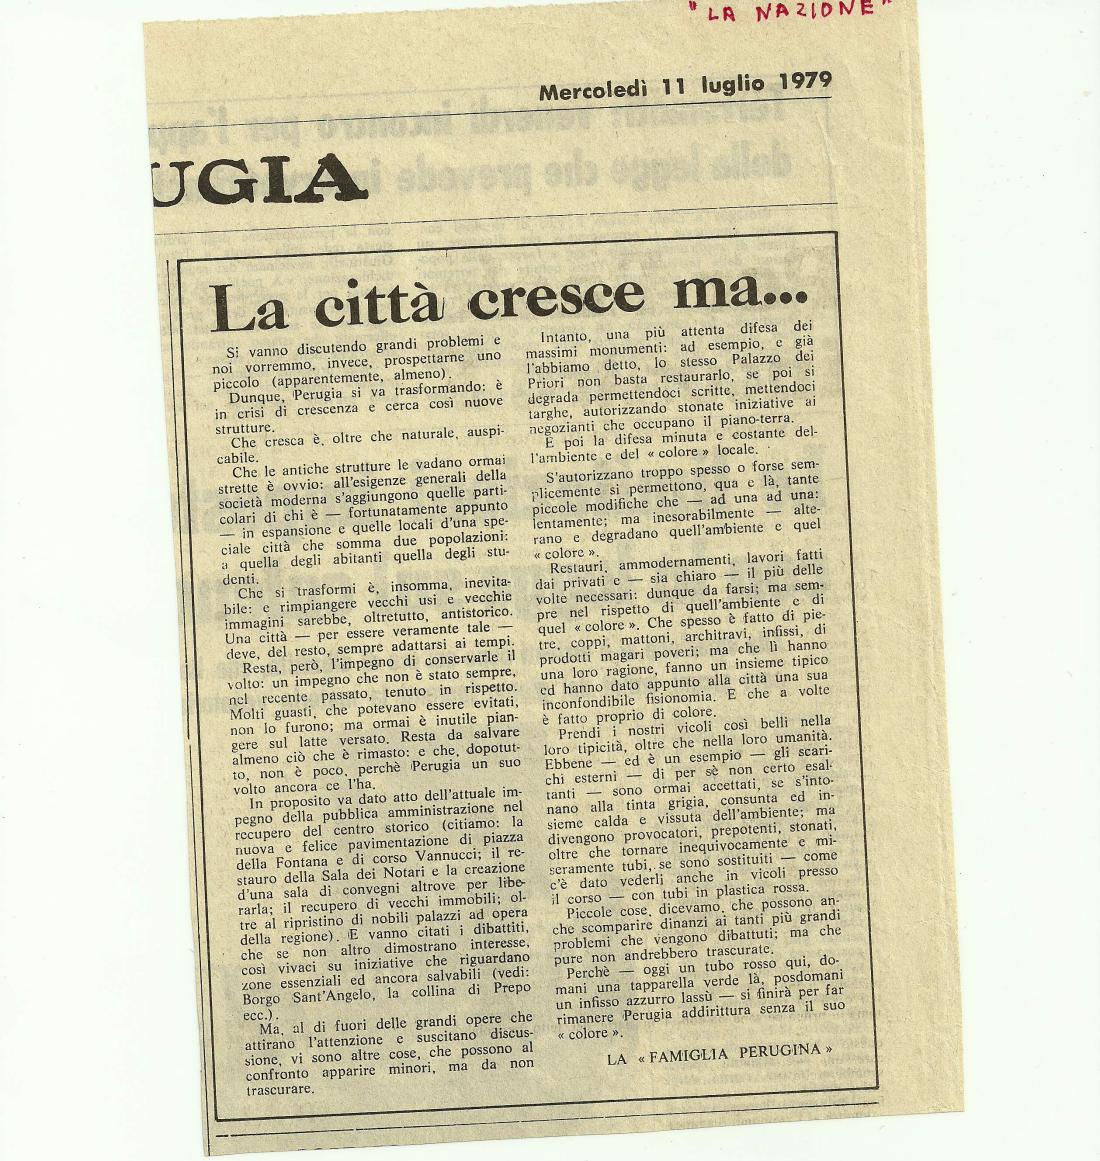 "LA NAZIONE"
Mercoledì 11 luglio 1979
UGIA
La città cresce ma...
Si vanno discutendo grandi problemi e
noi vorremmo, invece, prospettarne uno
piccolo (apparentemente, almeno).
Dunque, Perugia si va trasformando: è
in crisi di crescenza e cerca così nuove
strutture.
Che cresca è, oltre che naturale, auspi-
cabile.
Che le antiche strutture le vadano ormai
strette è ovvio: all'esigenze generali della
società moderna s'aggiungono quelle parti-
colari di chi è — fortunatamente appunto
— in espansione e quelle locali d'una spe-
ciale città che somma due popolazioni:
a quella degli abitanti quella degli stu-
denti.
Che si trasformi è, insomma, inevita-
bile: e rimpiangere vecchi usi e vecchie
immagini sarebbe, oltretutto, antistorico.
Una città — per essere veramente tale —
deve, del resto, sempre adattarsi ai tempi.
Resta, però, l'impegno di conservarle il
volto: un impegno che non è stato sempre,
nel recente passato, tenuto in rispetto.
Molti guasti, che potevano essere evitati,
non lo furono; ma ormai è inutile pian-
gere sul latte versato. Resta da salvare
almeno ciò che è rimasto: e che, dopotut-
to, non è poco, perchè Perugia un suo
volto ancora ce l'ha.
In proposito va dato atto dell'attuale im-
pegno della pubblica amministrazione nel
recupero del centro storico (citiamo: la
nuova e felice pavimentazione di piazza
della Fontana e di corso Vannucci; il re-
stauro della Sala dei Notari e la creazione
d'una sala di convegni altrove per libe-
rarla; il recupero di vecchi immobili; ol-
tre al ripristino di nobili palazzi ad opera
della regione). E vanno citati i dibattiti,
che se non altro dimostrano interesse,
così vivaci su iniziative che riguardano
zone essenziali ed ancora salvabili (vedi:
Borgo Sant'Angelo, la collina di Prepo
ecc.).
Ma, al di fuori delle grandi opere che
attirano l'attenzione e suscitano discus-
sione, vi sono altre cose, che possono al
confronto apparire minori, ma da non
trascurare.
Intanto, una più attenta difesa dei
massimi monumenti: ad esempio, e già
l'abbiamo detto, lo stesso Palazzo dei
Priori non basta restaurarlo, se poi si
degrada permettendoci scritte, mettendoci
targhe, autorizzando stonate iniziative ai
negozianti che occupano il piano-terra.
E poi la difesa minuta e costante del-
l'ambiente e del « colore » locale.
S'autorizzano troppo spesso o forse sem-
plicemente si permettono, qua e là, tante
piccole modifiche che — ad una ad una:
lentamente; ma inesorabilmente — alte-
rano e degradano quell'ambiente e quel
« colore ».
Restauri, ammodernamenti, lavori fatti
dai privati e — sia chiaro — il più delle
volte necessari: dunque da farsi; ma sem-
pre nel rispetto di quell'ambiente e di
quel « colore ». Che spesso è fatto di pie-
tre, coppi, mattoni, architravi, infissi, di
prodotti magari poveri; ma che lì hanno
una loro ragione, fanno un insieme tipico
ed hanno dato appunto alla città una sua
inconfondibile fisionomia. E che a volte
è fatto proprio di colore.
Prendi i nostri vicoli così belli nella
loro tipicità, oltre che nella loro umanità.
Ebbene — ed è un esempio — gli scari-
chi esterni — di per sè non certo esal-
tanti — sono ormai accettati, se s'into-
nano alla tinta grigia, consunta ed in-
sieme calda e vissuta dell'ambiente; ma
divengono provocatori, prepotenti, stonati,
oltre che tornare inequivocamente e mi-
seramente tubi, se sono sostituiti — come
c'è dato vederli anche in vicoli presso
il corso — con tubi in plastica rossa.
Piccole cose, dicevamo, che possono an-
che scomparire dinanzi ai tanti più grandi
problemi che vengono dibattuti; ma che
pure non andrebbero trascurate.
Perchè — oggi un tubo rosso qui, do-
mani una tapparella verde là, posdomani
un infisso azzurro lassù — si finirà per far
rimanere Perugia addirittura senza il suo
« colore ».
LA « FAMIGLIA PERUGINA »